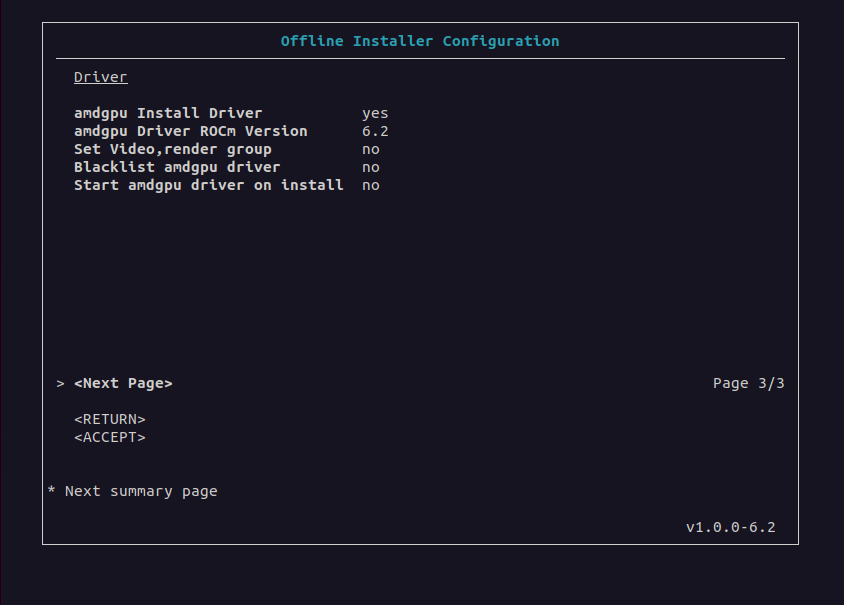 Offline Installer Configuration
Driver
amdgpu Install Driver yes
amdgpu Driver ROCm Version 6.2
Set Video,render group no
Blacklist amdgpu driver no
Start amdgpu driver on install no
> <Next Page> Page 3/3
<RETURN>
<ACCEPT>
* Next summary page
v1.0.0-6.2